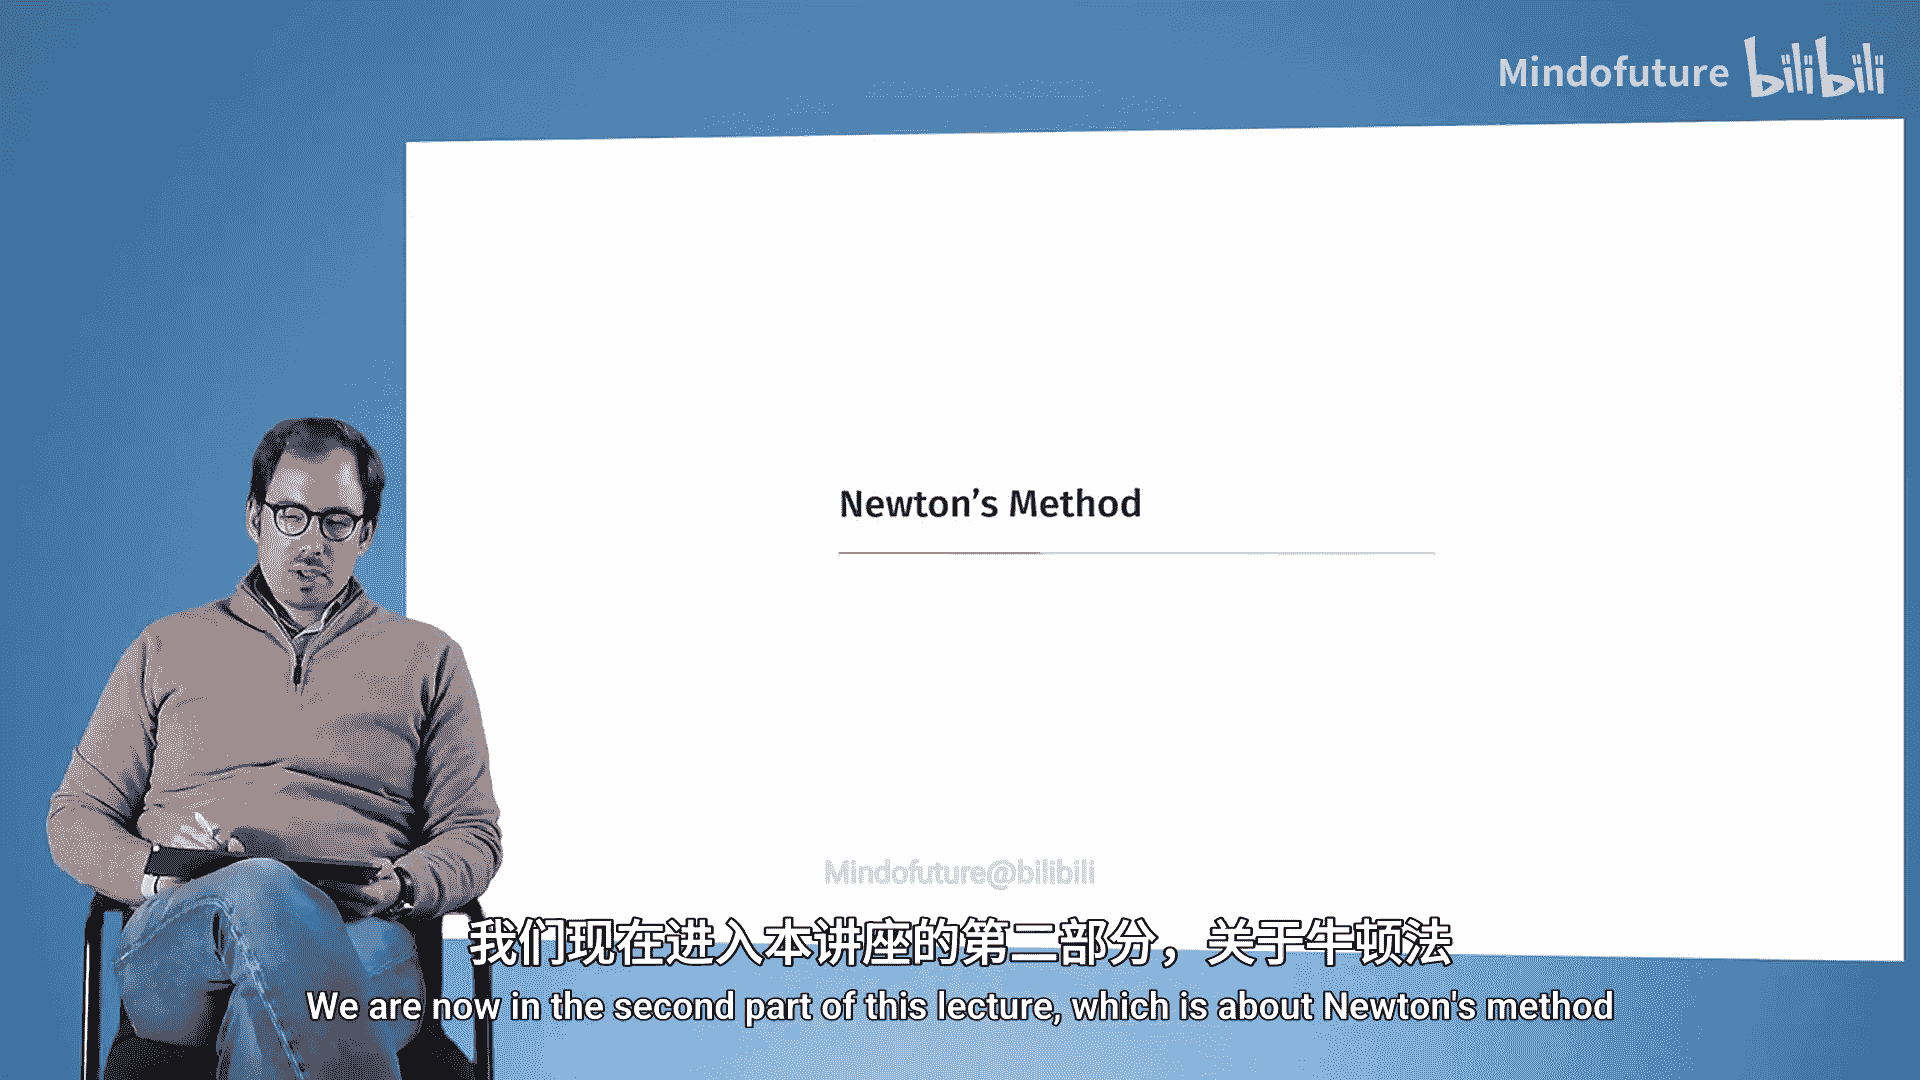 Mindofuture bilibili
Newton's Method
Mindofuture@bilibili
我们现在进入本讲座的第二部分，关于牛顿法
We are now in the second part of this lecture, which is about Newton's method